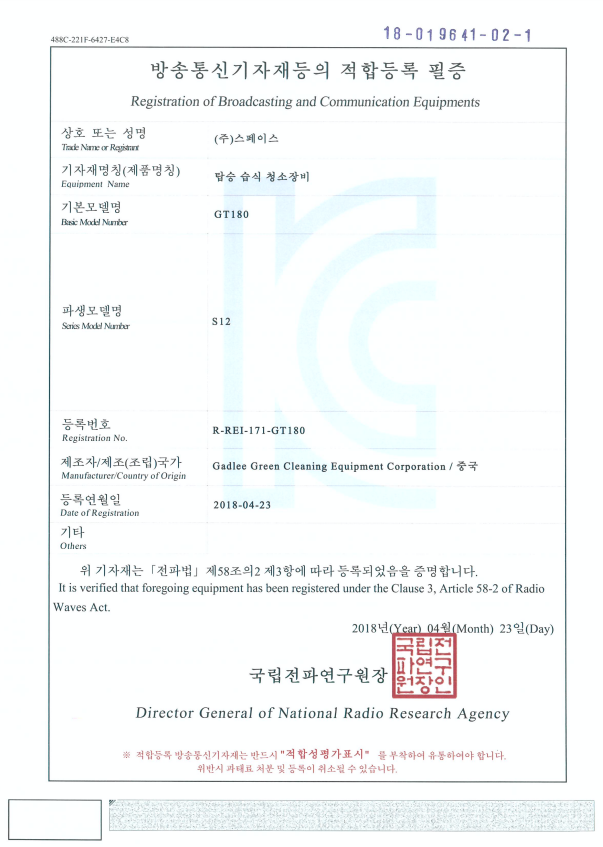 18-019641-02-1
488C-221F-6427-E4C8
방송통신기자재등의 적합등록 필증
Registration of Broadcasting and Communication Equipments
상호 또는 성명
Trade Name or Registrant
(주)스페이스
기자재명칭(제품명칭)
Equipment Name
탑승 습식 청소장비
기본모델명
Basic Model Number
GT180
파생모델명
Series Model Number
S12
등록번호
Registration No.
R-REI-171-GT180
제조자/제조(조립)국가
Manufacturer/Country of Origin
Gadlee Green Cleaning Equipment Corporation / 중국
등록연월일
Date of Registration
2018-04-23
기타
Others
위 기자재는「전파법」제58조의2 제3항에 따라 등록되었음을 증명합니다.
It is verified that foregoing equipment has been registered under the Clause 3, Article 58-2 of Radio
Waves Act.
2018년(Year) 04월(Month) 23일(Day)
국립전파연구원장
국립전
파연구
원장인
Director General of National Radio Research Agency
※ 적합등록 방송통신기자재는 반드시 "적합성평가표시" 를 부착하여 유통하여야 합니다.
위반시 과태료 처분 및 등록이 취소될 수 있습니다.